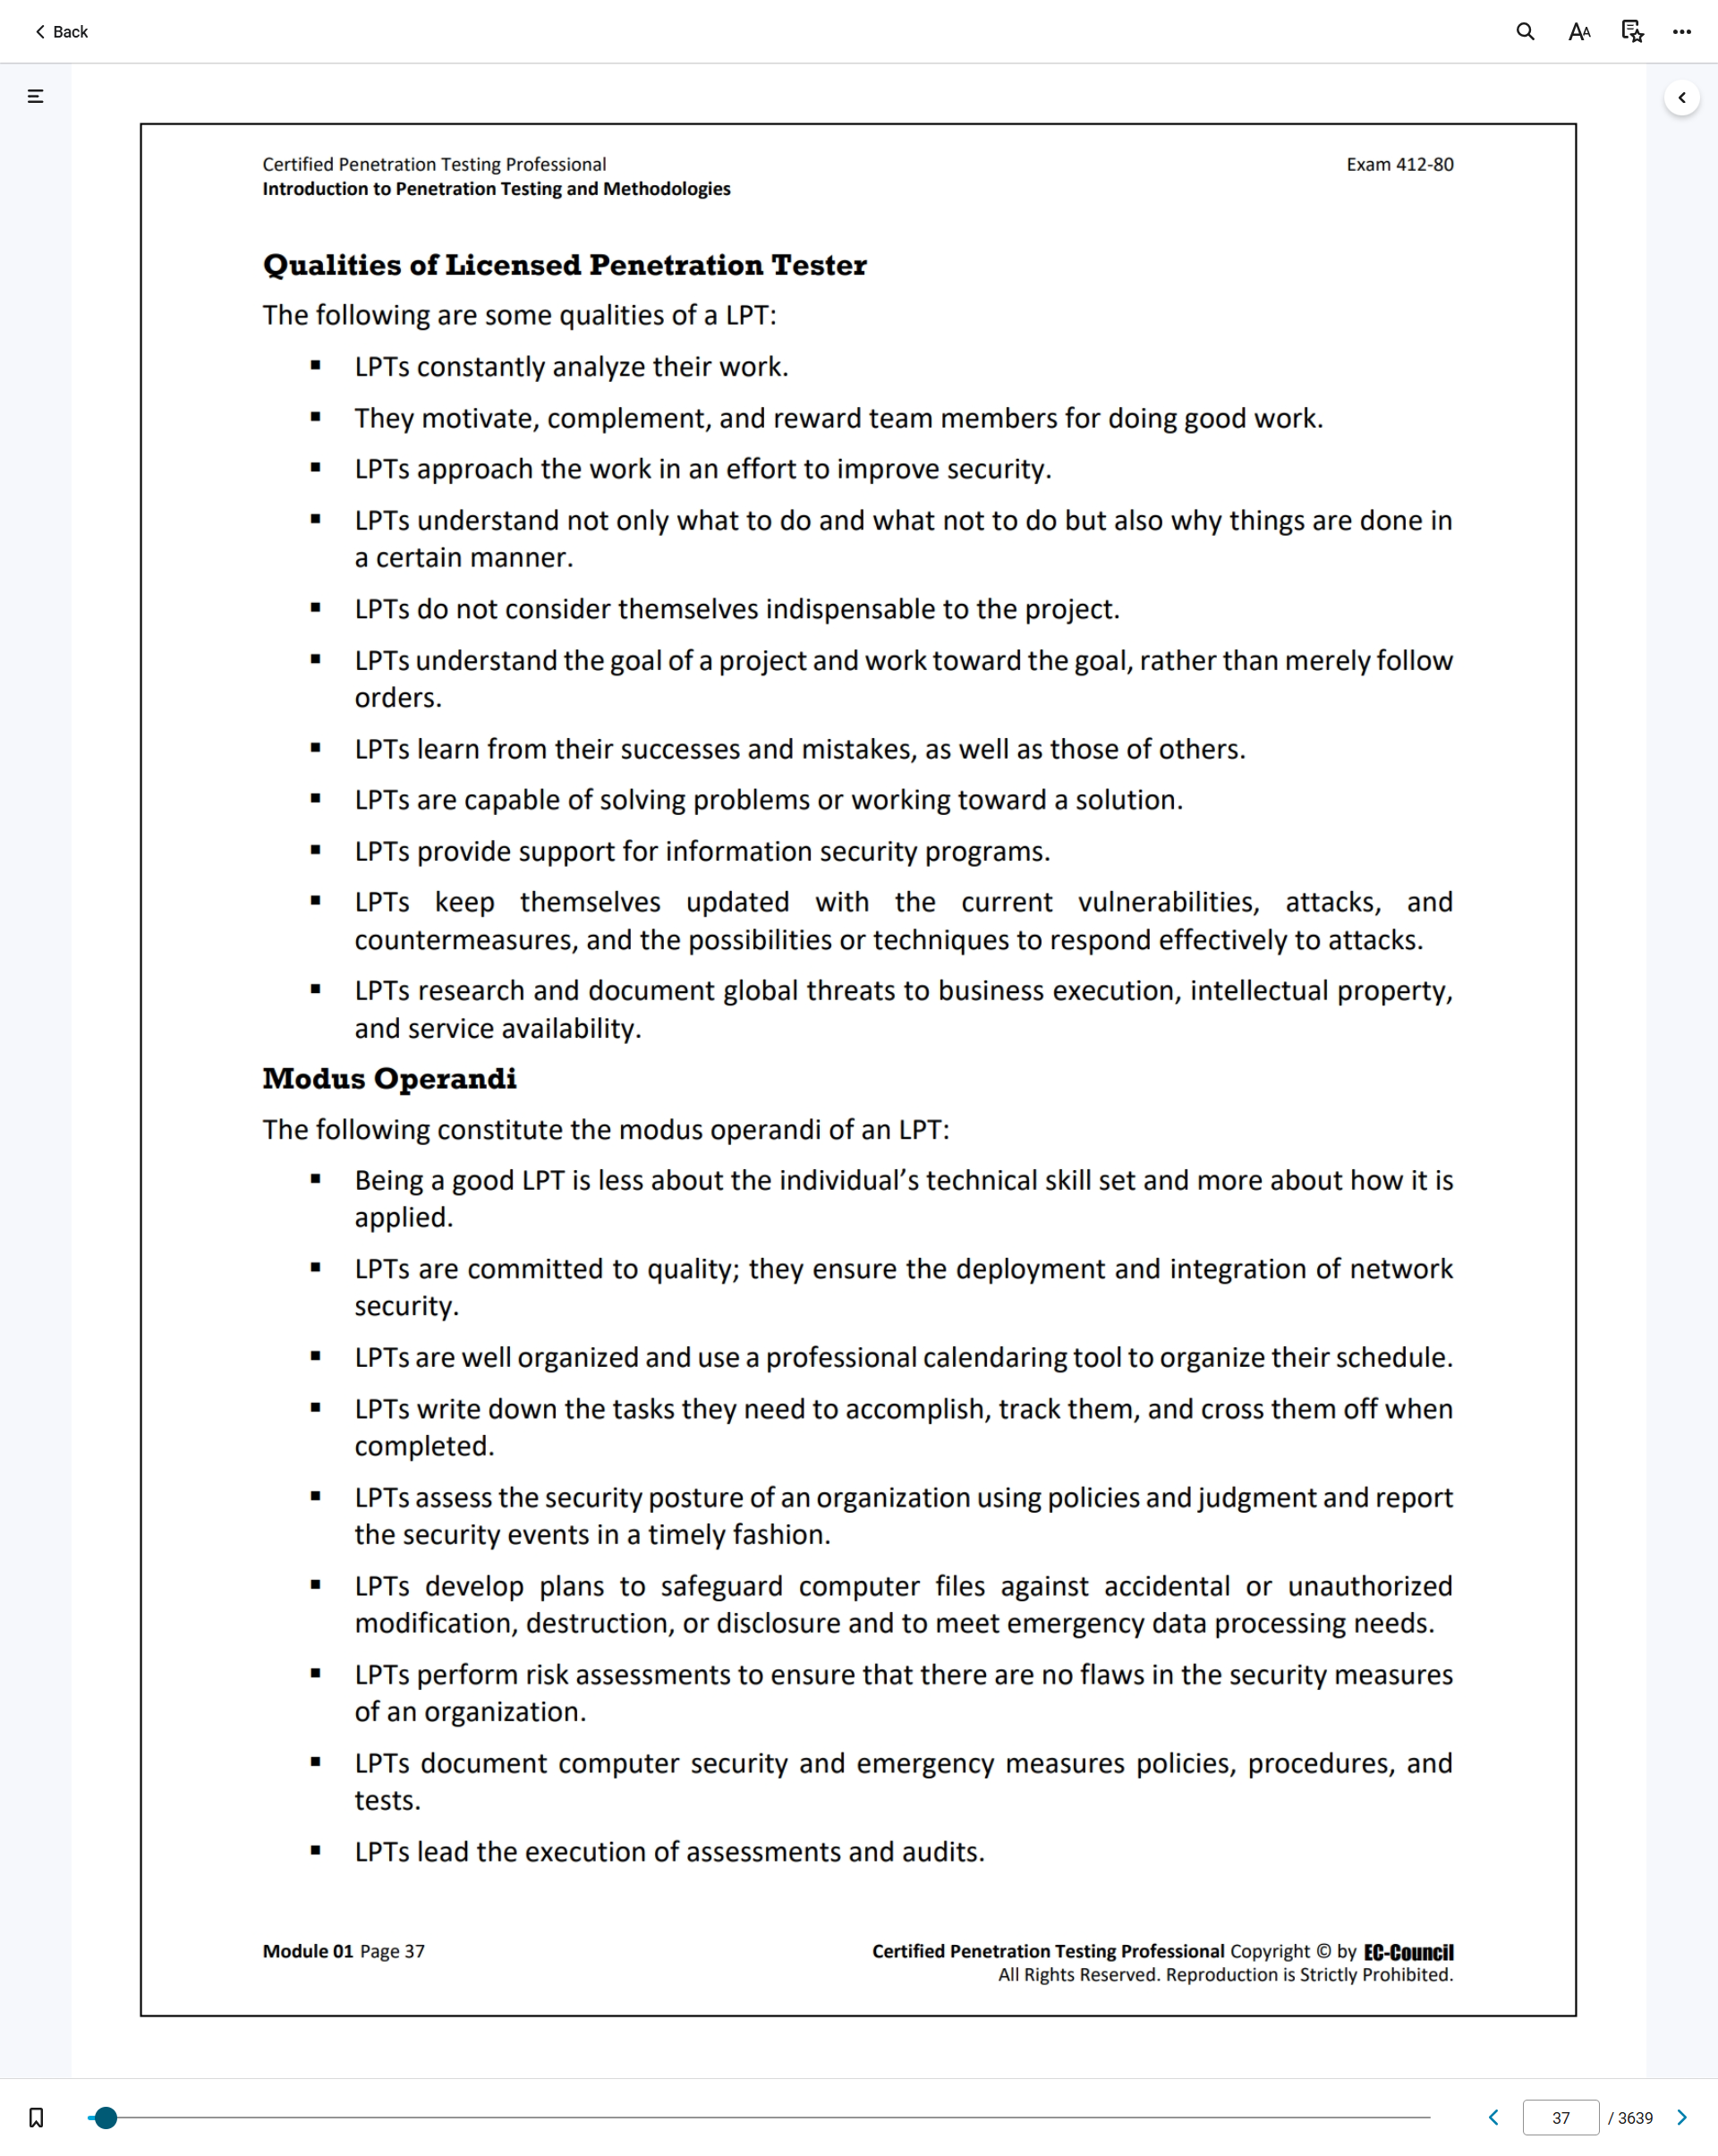 Back
Certified Penetration Testing Professional
Exam 412-80
Introduction to Penetration Testing and Methodologies
Qualities of Licensed Penetration Tester
The following are some qualities of a LPT:
▪ LPTs constantly analyze their work.
▪ They motivate, complement, and reward team members for doing good work.
▪ LPTs approach the work in an effort to improve security.
▪ LPTs understand not only what to do and what not to do but also why things are done in
a certain manner.
▪ LPTs do not consider themselves indispensable to the project.
▪ LPTs understand the goal of a project and work toward the goal, rather than merely follow
orders.
▪ LPTs learn from their successes and mistakes, as well as those of others.
▪ LPTs are capable of solving problems or working toward a solution.
▪ LPTs provide support for information security programs.
▪ LPTs keep themselves updated with the current vulnerabilities, attacks, and
countermeasures, and the possibilities or techniques to respond effectively to attacks.
▪ LPTs research and document global threats to business execution, intellectual property,
and service availability.
Modus Operandi
The following constitute the modus operandi of an LPT:
▪ Being a good LPT is less about the individual’s technical skill set and more about how it is
applied.
▪ LPTs are committed to quality; they ensure the deployment and integration of network
security.
▪ LPTs are well organized and use a professional calendaring tool to organize their schedule.
▪ LPTs write down the tasks they need to accomplish, track them, and cross them off when
completed.
▪ LPTs assess the security posture of an organization using policies and judgment and report
the security events in a timely fashion.
▪ LPTs develop plans to safeguard computer files against accidental or unauthorized
modification, destruction, or disclosure and to meet emergency data processing needs.
▪ LPTs perform risk assessments to ensure that there are no flaws in the security measures
of an organization.
▪ LPTs document computer security and emergency measures policies, procedures, and
tests.
▪ LPTs lead the execution of assessments and audits.
Module 01 Page 37
Certified Penetration Testing Professional Copyright © by EC-Council
All Rights Reserved. Reproduction is Strictly Prohibited.
37 / 3639